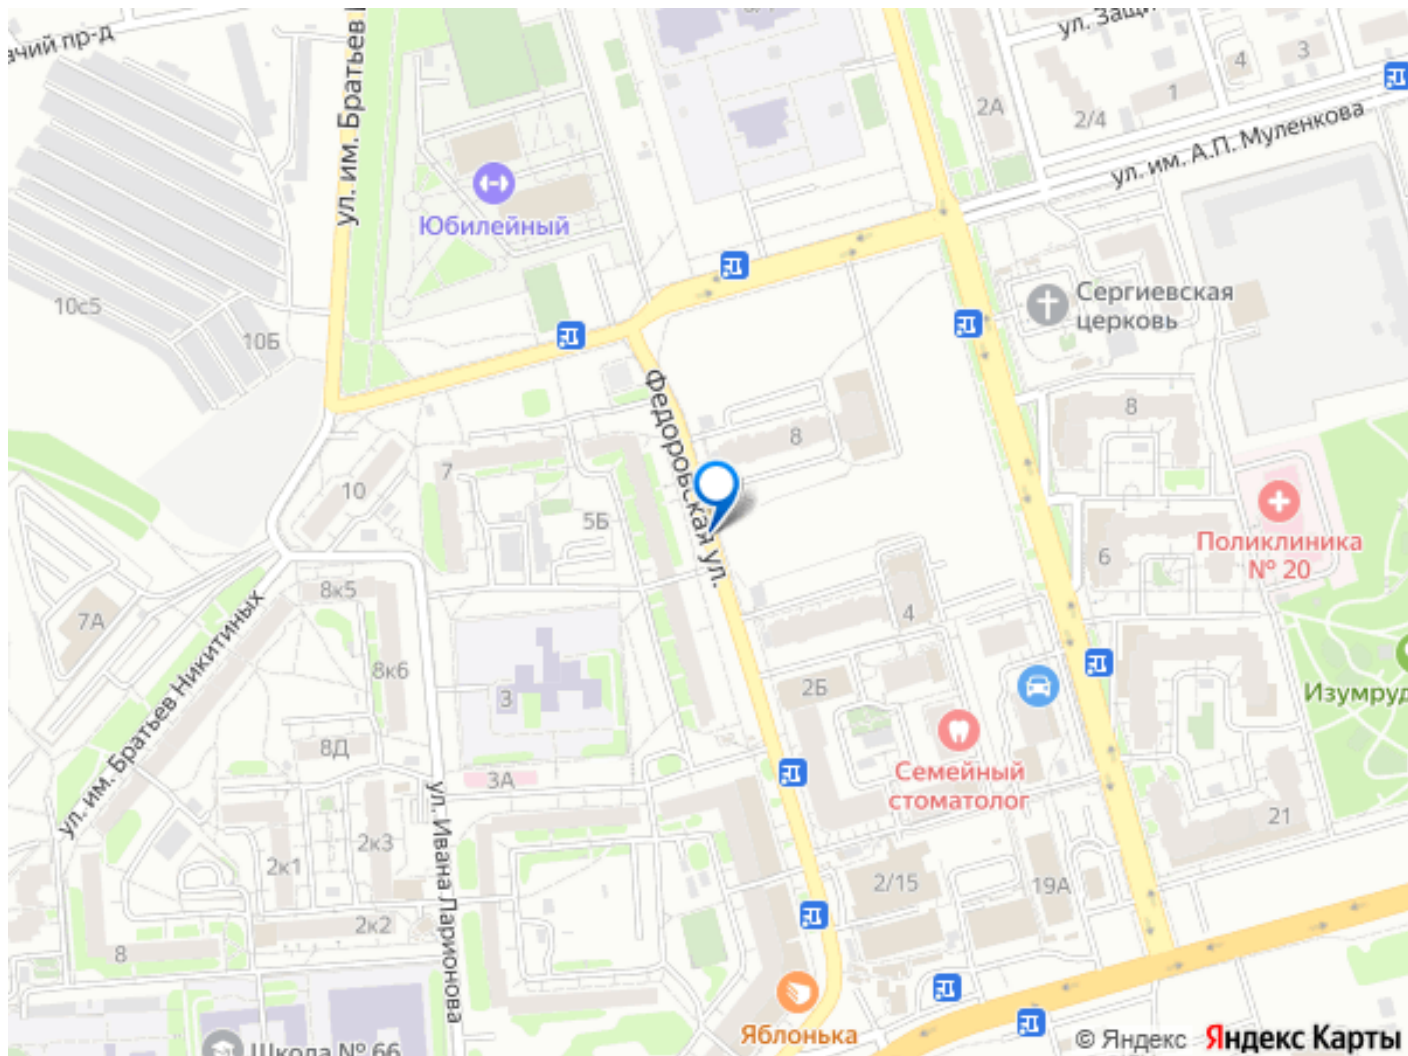 ачий пр-д
ул. им. Братьев
ул. Защи
4
3
1
2А
2/4
ул. им. А.П. Муленкова
Юбилейный
10с5
10Б
Сергиевская
церковь
Федоровская ул.
8
8
7
10
5Б
6
Поликлиника
№ 20
8к5
7А
4
8к6
3
2Б
Изумруд
ул. им. Братьев Никитиных
8Д
3А
Семейный
стоматолог
21
2к3
2к1
ул. Ивана Ларионова
2/15
19А
2к2
8
Яблонька
Школа № 66
© Яндекс Яндекс Карты